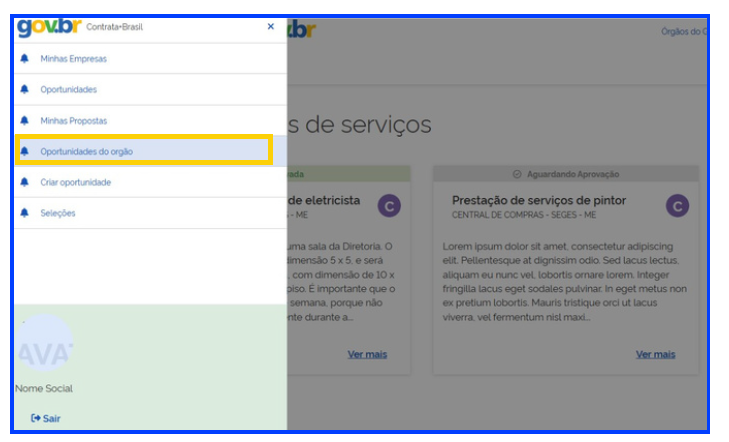 gov.br Contrata+Brasil ×
Minhas Empresas
Oportunidades
Minhas Propostas
Oportunidades do orgão
Criar oportunidade
Seleções
AVA
Nome Social
Sair
.br
Órgãos do G
s de serviços
vada
de eletricista
- ME
C
uma sala da Diretoria. O
dimensão 5 x 5, e será
, com dimensão de 10 x
É importante que o
semana, porque não
nte durante a...
Ver mais
Aguardando Aprovação
Prestação de serviços de pintor
CENTRAL DE COMPRAS - SEGES - ME
C
Lorem ipsum dolor sit amet, consectetur adipiscing
elit. Pellentesque at dignissim odio. Sed lacus lectus,
aliquam eu nunc vel, lobortis ornare lorem. Integer
fringilla lacus eget sodales pulvinar. In eget metus non
ex pretium lobortis. Mauris tristique orci ut lacus
viverra, vel fermentum nisl maxi...
Ver mais